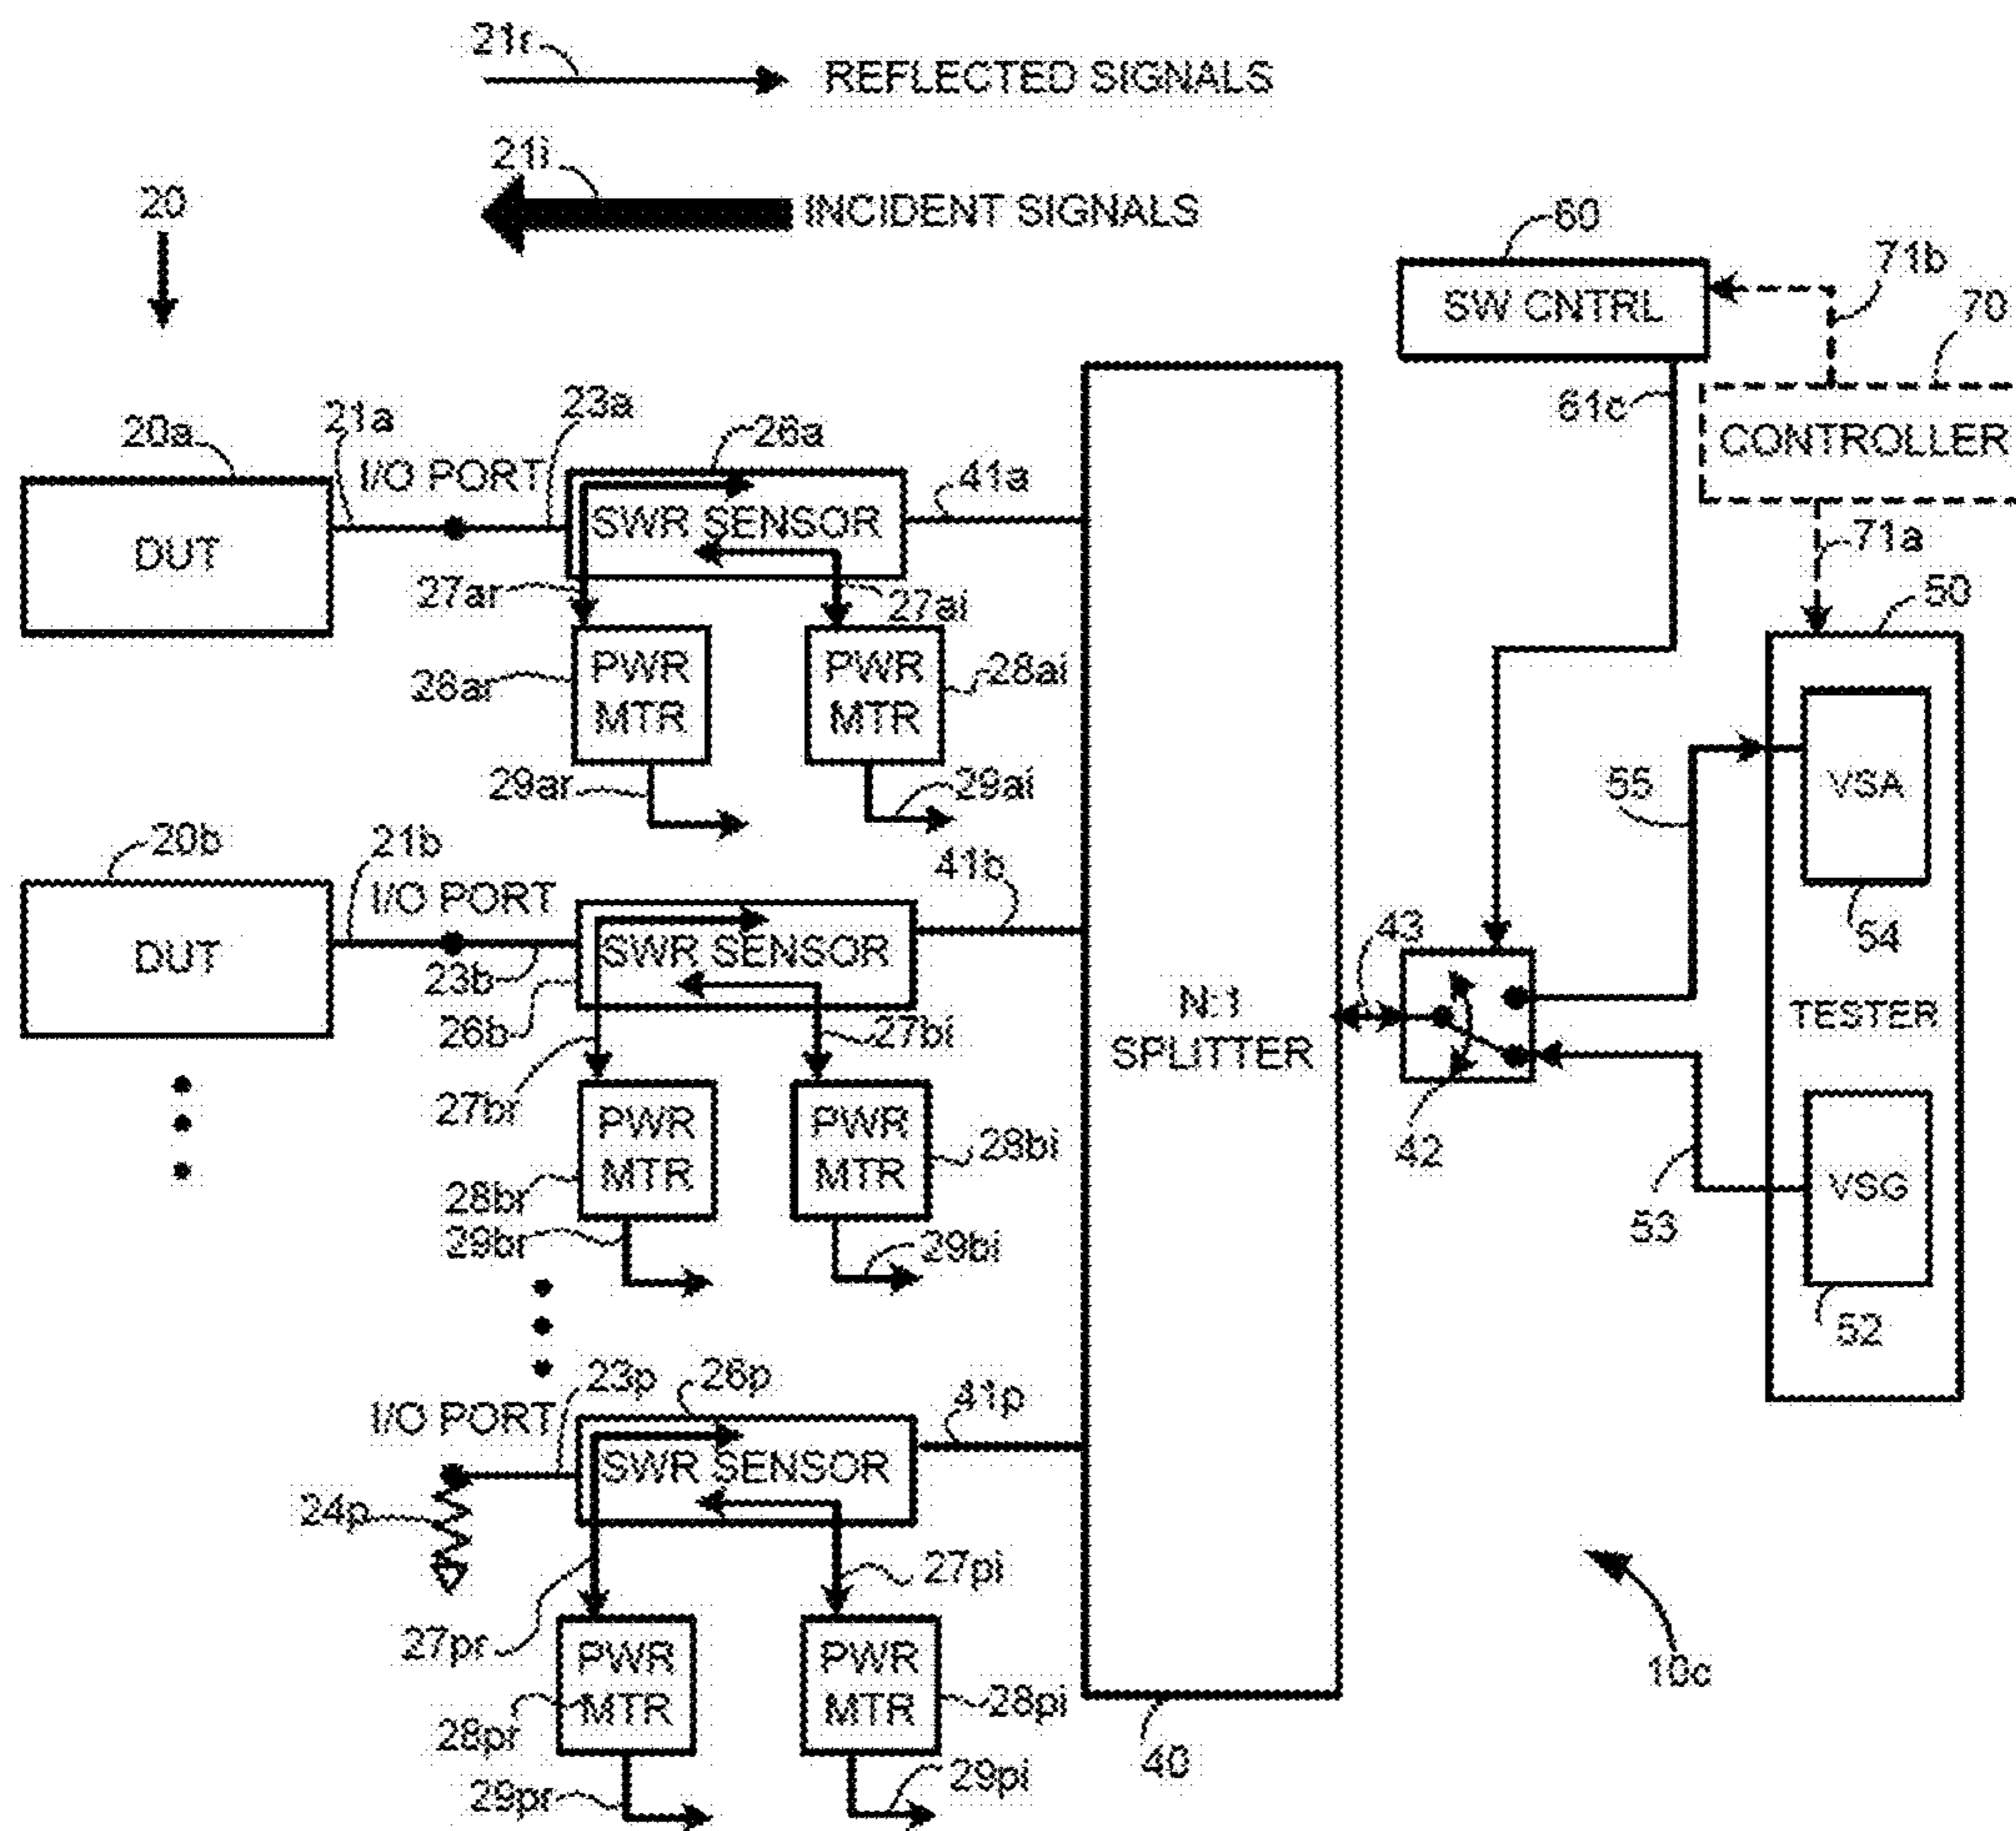 21r
REFLECTED SIGNALS
21i
INCIDENT SIGNALS
20
60
SW CNTRL
71b
70
61c
CONTROLLER
71a
20a
21a
I/O PORT
23a
26a
41a
DUT
SWR SENSOR
27ar
27ai
28ar
PWR
MTR
PWR
MTR
28ai
29ar
29ai
50
VSA
54
55
TESTER
VSG
52
53
20b
21b
I/O PORT
41b
DUT
SWR SENSOR
23b
26b
27bi
27br
PWR
MTR
PWR
MTR
28bi
28br
29br
29bi
N:1
SPLITTER
43
42
I/O PORT
23p
26p
41p
SWR SENSOR
24p
27pi
27pr
PWR
MTR
PWR
MTR
28pr
28pi
29pr
29pi
40
10c